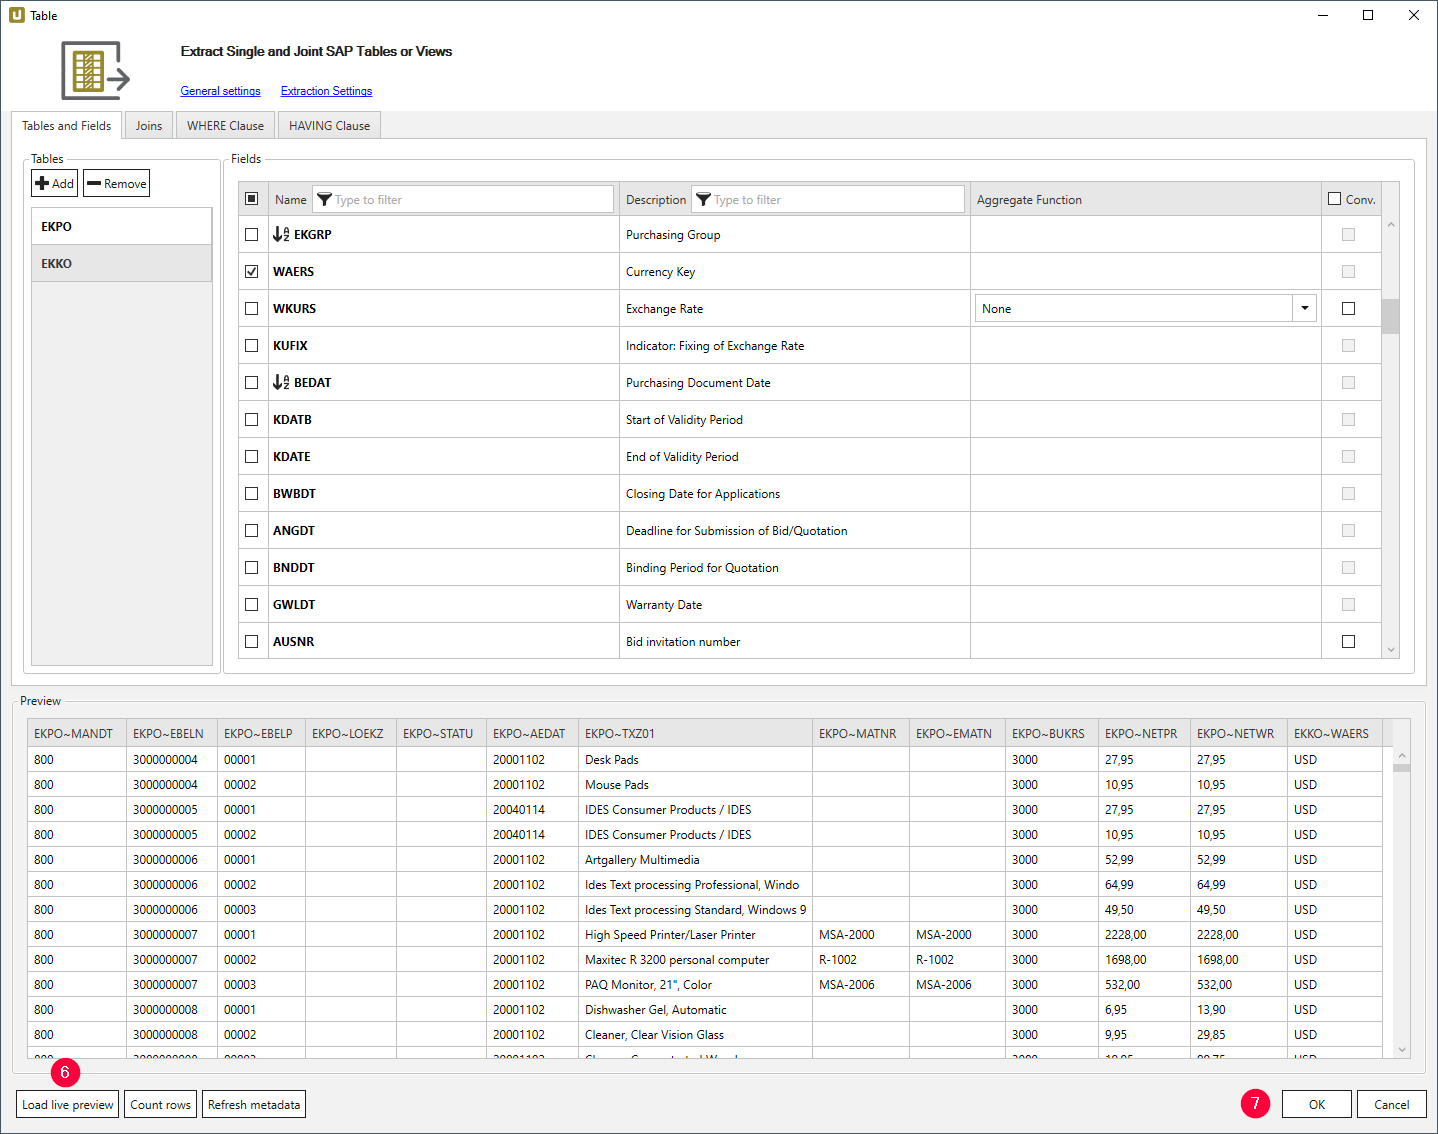 Table
Extract Single and Joint SAP Tables or Views
General settings Extraction Settings
Tables and Fields Joins WHERE Clause HAVING Clause
Tables Fields
Add Remove
Name Type to filter Description Type to filter Aggregate Function Conv.
EKPO
EKKO
EKGRP Purchasing Group
WAERS Currency Key
WKURS Exchange Rate None
KUFIX Indicator: Fixing of Exchange Rate
BEDAT Purchasing Document Date
KDATB Start of Validity Period
KDATE End of Validity Period
BWBDT Closing Date for Applications
ANGDT Deadline for Submission of Bid/Quotation
BNDDT Binding Period for Quotation
GWLDT Warranty Date
AUSNR Bid invitation number
Preview
EKPO~MANDT EKPO~EBELN EKPO~EBELP EKPO~LOEKZ EKPO~STATU EKPO~AEDAT EKPO~TXZ01 EKPO~MATNR EKPO~EMATN EKPO~BUKRS EKPO~NETPR EKPO~NETWR EKKO~WAERS
800 3000000004 00001 20001102 Desk Pads 3000 27,95 27,95 USD
800 3000000004 00002 20001102 Mouse Pads 3000 10,95 10,95 USD
800 3000000005 00001 20040114 IDES Consumer Products / IDES 3000 27,95 27,95 USD
800 3000000005 00002 20040114 IDES Consumer Products / IDES 3000 10,95 10,95 USD
800 3000000006 00001 20001102 Artgallery Multimedia 3000 52,99 52,99 USD
800 3000000006 00002 20001102 Ides Text processing Professional, Windo 3000 64,99 64,99 USD
800 3000000006 00003 20001102 Ides Text processing Standard, Windows 9 3000 49,50 49,50 USD
800 3000000007 00001 20001102 High Speed Printer/Laser Printer MSA-2000 MSA-2000 3000 2228,00 2228,00 USD
800 3000000007 00002 20001102 Maxitec R 3200 personal computer R-1002 R-1002 3000 1698,00 1698,00 USD
800 3000000007 00003 20001102 PAQ Monitor, 21", Color MSA-2006 MSA-2006 3000 532,00 532,00 USD
800 3000000008 00001 20001102 Dishwasher Gel, Automatic 3000 6,95 13,90 USD
800 3000000008 00002 20001102 Cleaner, Clear Vision Glass 3000 9,95 29,85 USD
6
Load live preview Count rows Refresh metadata 7 OK Cancel